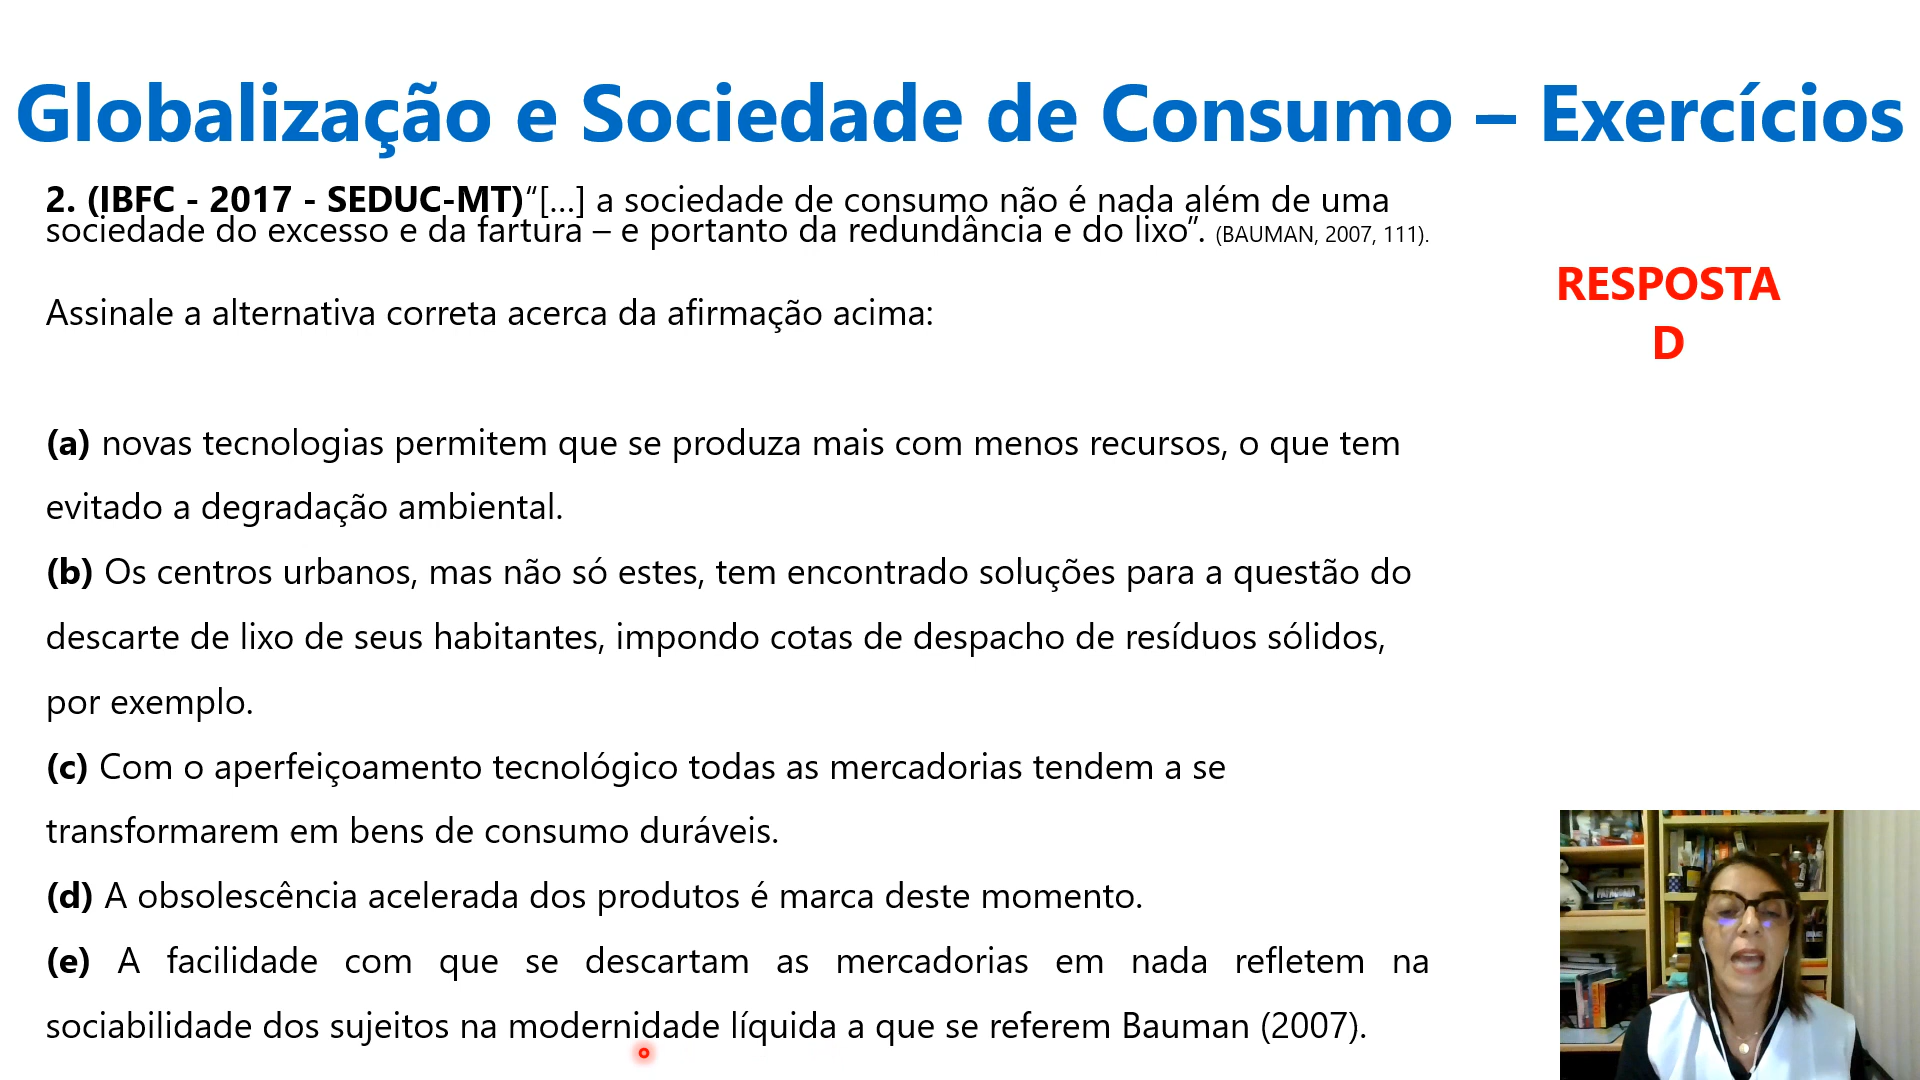 Globalização e Sociedade de Consumo – Exercícios
2. (IBFC - 2017 - SEDUC-MT)“[...] a sociedade de consumo não é nada além de uma
sociedade do excesso e da fartura – e portanto da redundância e do lixo”. (BAUMAN, 2007, 111).
RESPOSTA
D
Assinale a alternativa correta acerca da afirmação acima:
(a) novas tecnologias permitem que se produza mais com menos recursos, o que tem
evitado a degradação ambiental.
(b) Os centros urbanos, mas não só estes, tem encontrado soluções para a questão do
descarte de lixo de seus habitantes, impondo cotas de despacho de resíduos sólidos,
por exemplo.
(c) Com o aperfeiçoamento tecnológico todas as mercadorias tendem a se
transformarem em bens de consumo duráveis.
(d) A obsolescência acelerada dos produtos é marca deste momento.
(e) A facilidade com que se descartam as mercadorias em nada refletem na
sociabilidade dos sujeitos na modernidade líquida a que se referem Bauman (2007).